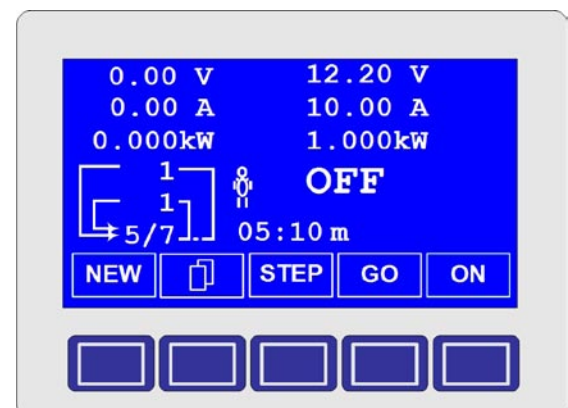 0.00 V 12.20 V
0.00 A 10.00 A
0.000kW 1.000kW
1 OFF
1
5/7 05:10 m
NEW STEP GO ON